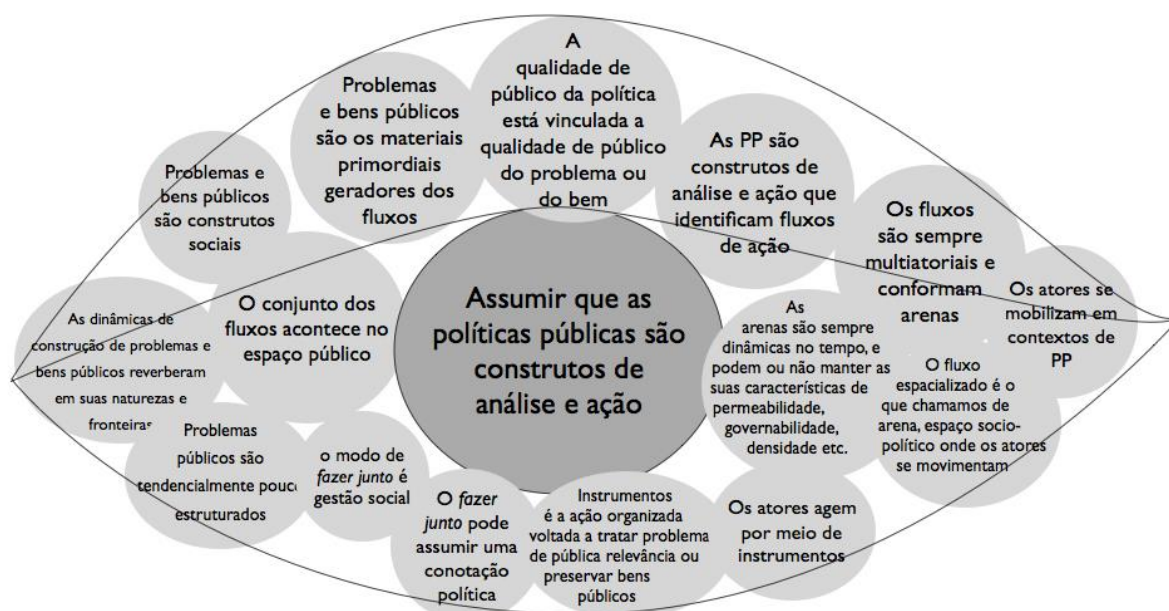 A
qualidade de
público da política
está vinculada a
qualidade de público
do problema ou
do bem
Problemas
e bens públicos
são os materiais
primordiais
geradores dos
fluxos
As PP são
construtos de
análise e ação que
identificam fluxos
de ação
Problemas e
bens públicos
são construtos
sociais
Os fluxos
são sempre
multiatoriais e
conformam
arenas
Os atores se
mobilizam em
contextos de
PP
O conjunto dos
fluxos acontece no
espaço público
Assumir que as
políticas públicas são
construtos de
análise e ação
As
arenas são sempre
dinâmicas no tempo, e
podem ou não manter as
suas características de
permeabilidade,
governabilidade,
densidade etc.
As dinâmicas de
construção de problemas e
bens públicos reverberam
em suas naturezas e
fronteiras
O fluxo
espacializado é o
que chamamos de
arena, espaço socio-
político onde os atores
se movimentam
Problemas
públicos são
tendencialmente pouco
estruturados
o modo de
fazer junto é
gestão social
O fazer
junto pode
assumir uma
conotação
política
Instrumentos
é a ação organizada
voltada a tratar problema
de pública relevância ou
preservar bens
públicos
Os atores agem
por meio de
instrumentos